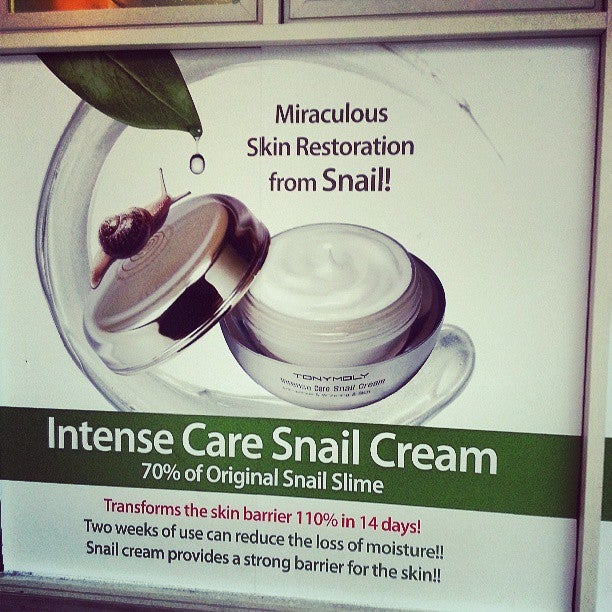 Miraculous
Skin Restoration
from Snail!
TONYMOLY
Intense Care Snail Cream
Intense Care Snail Cream
70% of Original Snail Slime
Transforms the skin barrier 110% in 14 days!
Two weeks of use can reduce the loss of moisture!!
Snail cream provides a strong barrier for the skin!!